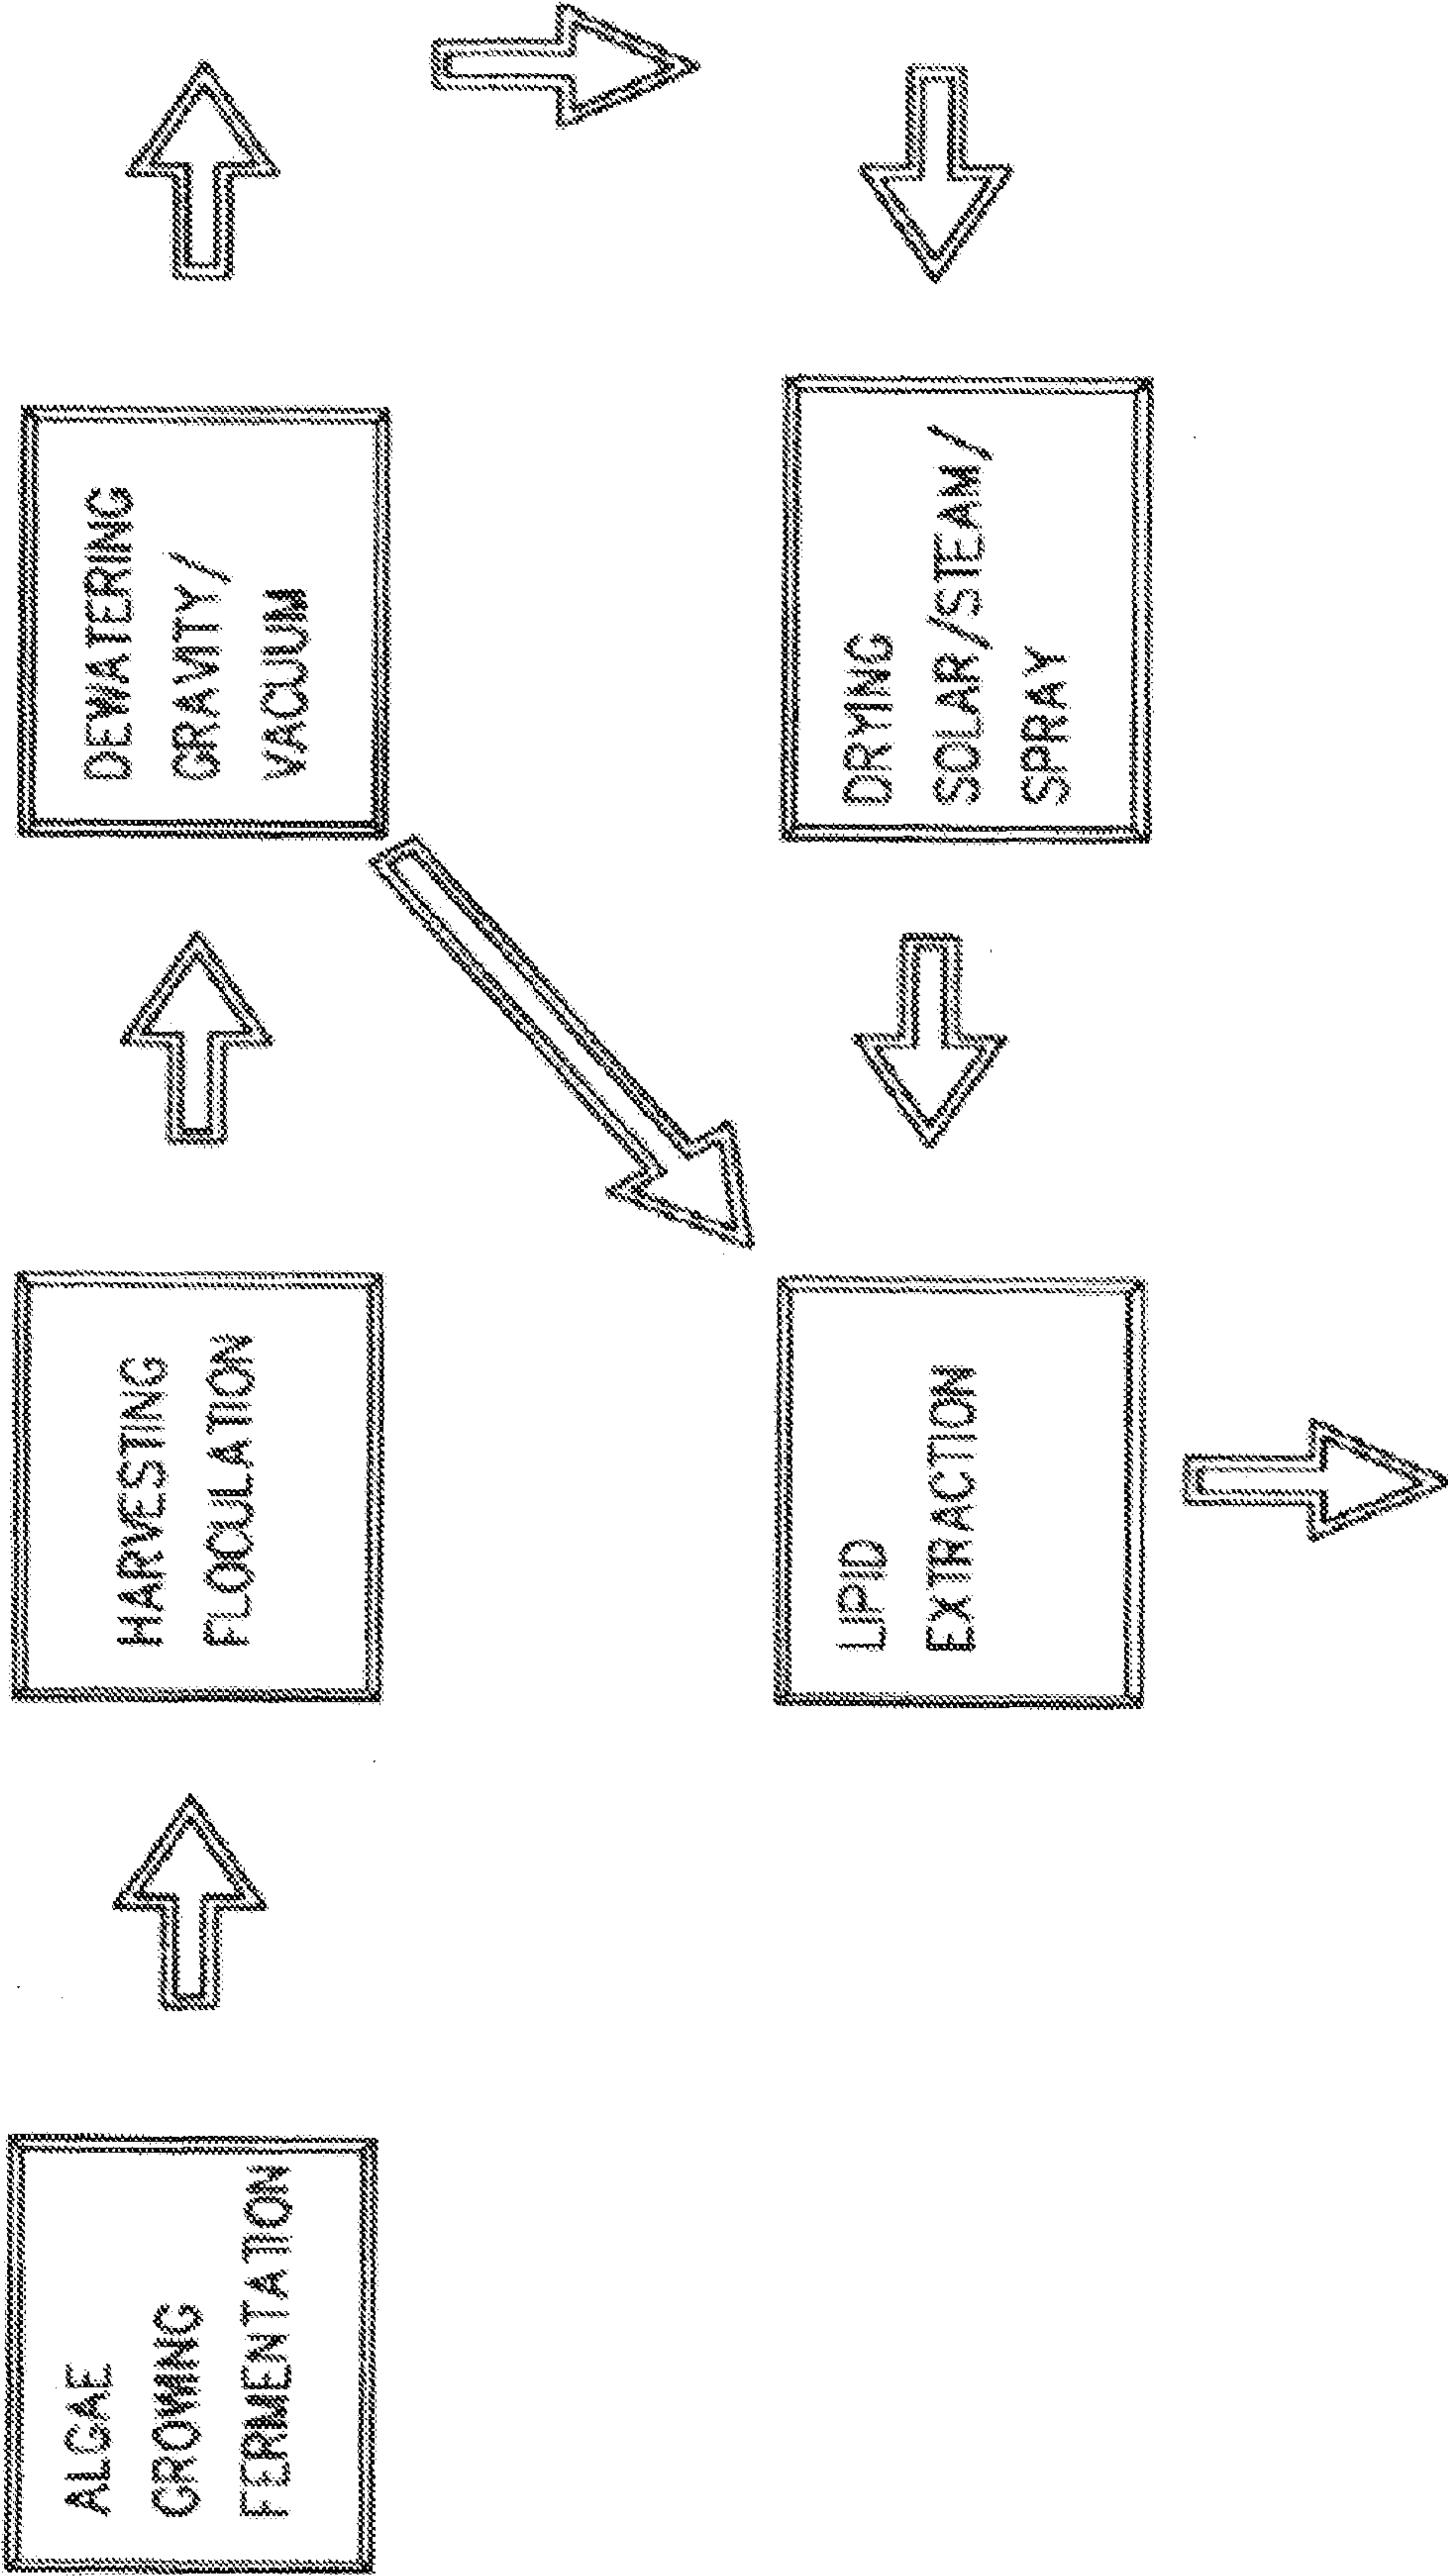 ALGAE
GROWING
FERMENTATION
HARVESTING
FLOCULATION
DEWATERING
GRAVITY/
VACUUM
DRYING
SOLAR/STEAM/
SPRAY
LIPID
EXTRACTION